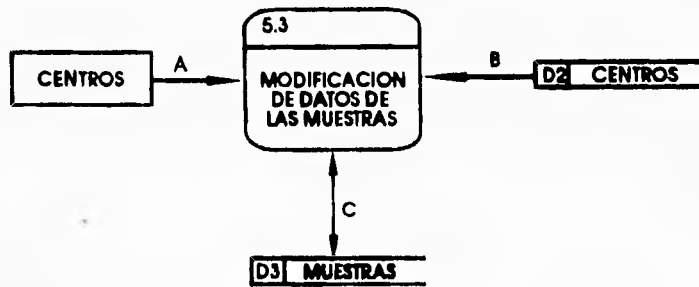 5.3
CENTROS
A
MODIFICACION
DE DATOS DE
LAS MUESTRAS
B
D2 CENTROS
C
D3 MUESTRAS